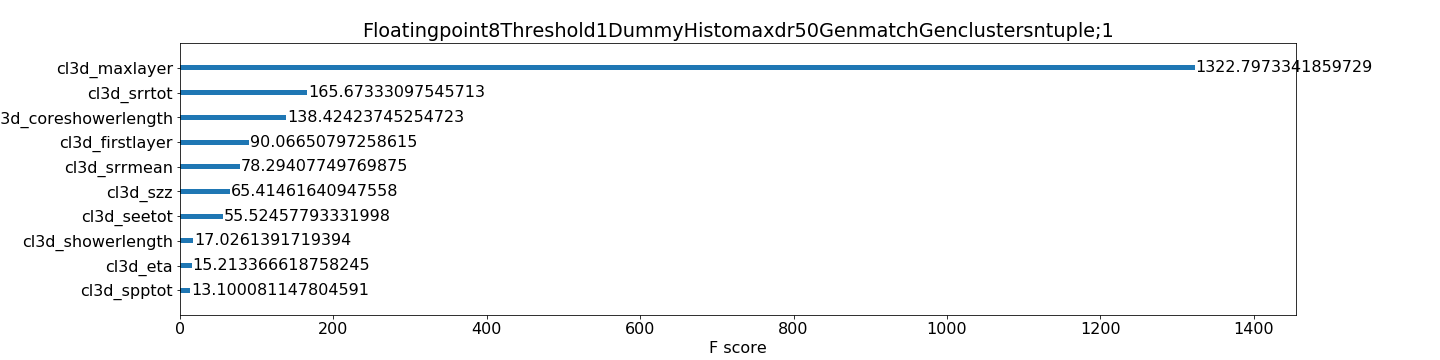 Floatingpoint8Threshold1DummyHistomaxdr50GenmatchGenclustersntuple;1
cl3d_maxlayer 1322.7973341859729
cl3d_srrtot 165.67333097545713
3d_coreshowerlength 138.42423745254723
cl3d_firstlayer 90.06650797258615
cl3d_srrmean 78.29407749769875
cl3d_szz 65.41461640947558
cl3d_seetot 55.52457793331998
cl3d_showerlength 17.0261391719394
cl3d_eta 15.213366618758245
cl3d_spptot 13.100081147804591
0 200 400 600 800 1000 1200 1400
F score